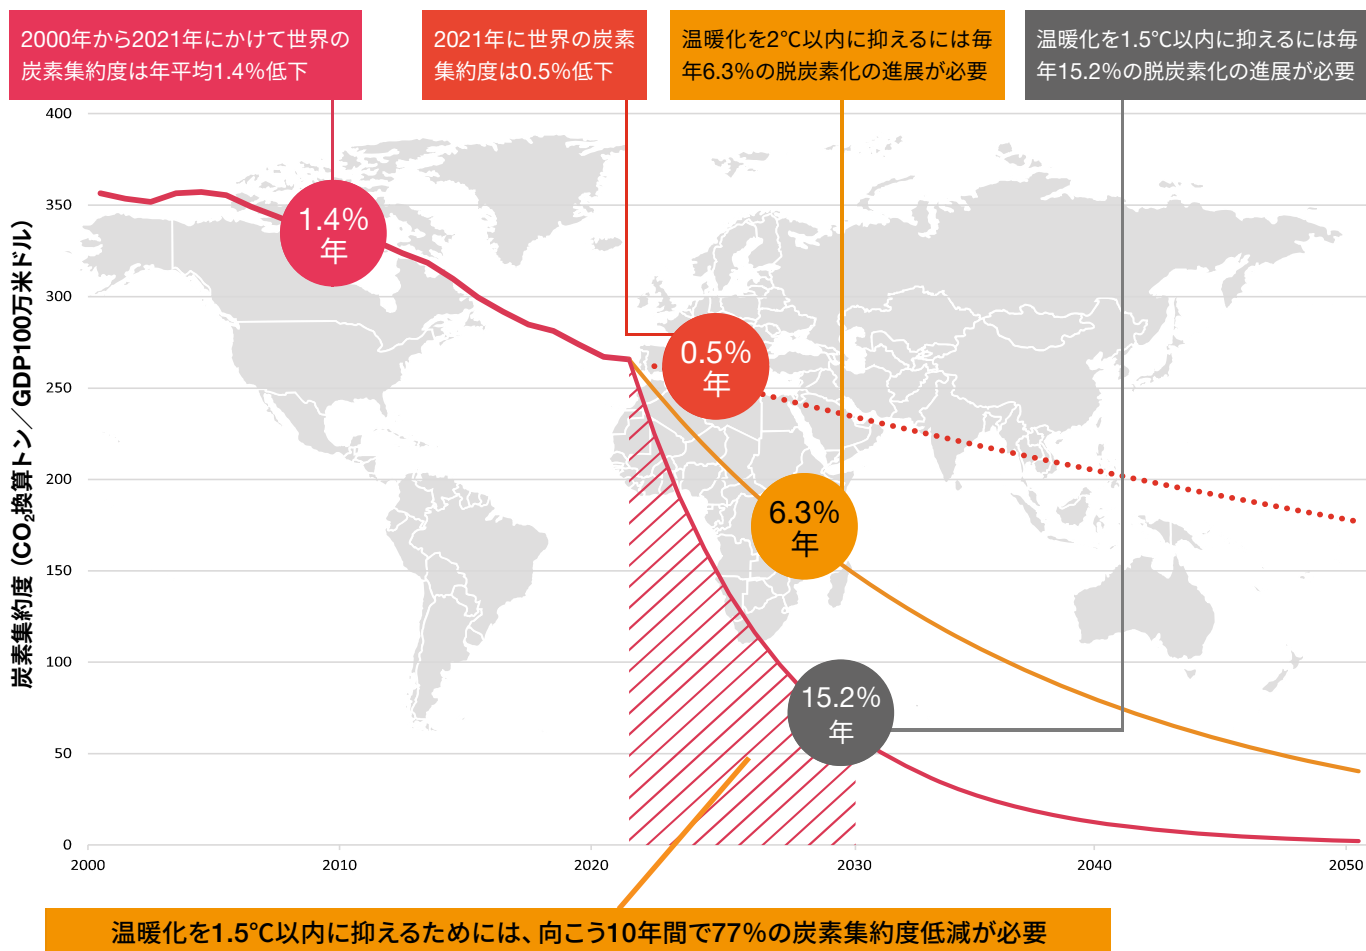 2000年から2021年にかけて世界の
炭素集約度は年平均1.4%低下
2021年に世界の炭素
集約度は0.5%低下
温暖化を2℃以内に抑えるには毎
年6.3%の脱炭素化の進展が必要
温暖化を1.5℃以内に抑えるには毎
年15.2%の脱炭素化の進展が必要
炭素集約度（CO₂換算トン／GDP100万米ドル）
400
350
300
250
200
150
100
50
0
1.4%
年
0.5%
年
6.3%
年
15.2%
年
2000
2010
2020
2030
2040
2050
温暖化を1.5℃以内に抑えるためには、向こう10年間で77%の炭素集約度低減が必要